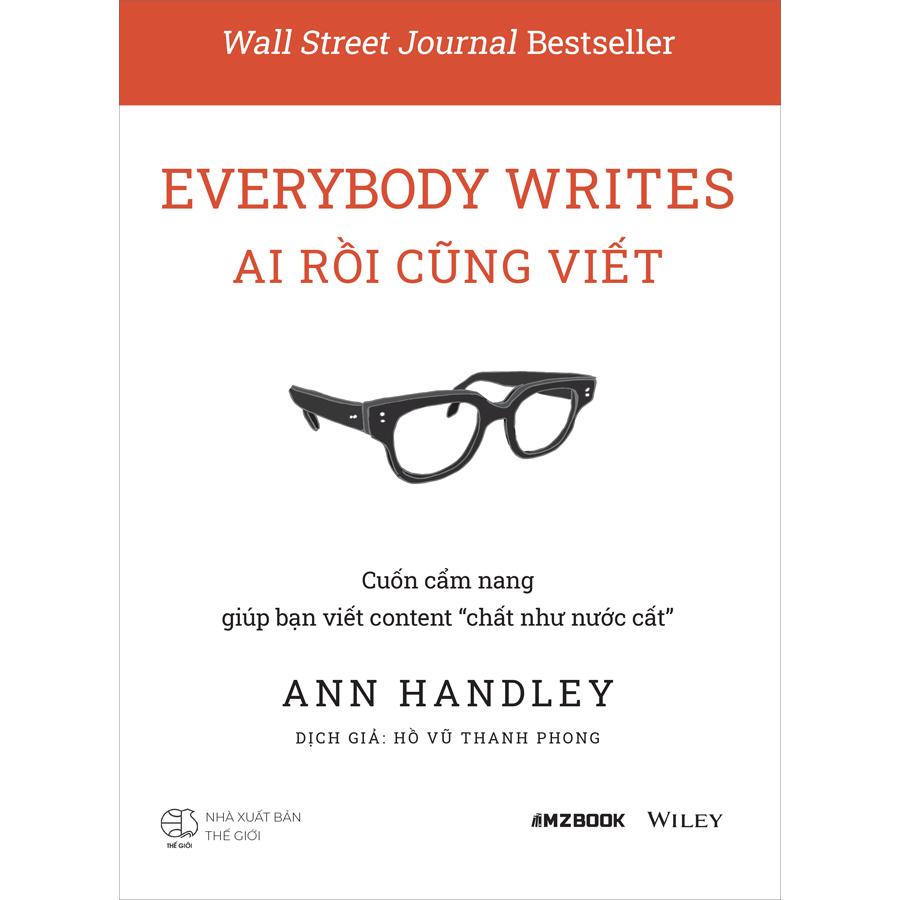 Wall Street Journal Bestseller
EVERYBODY WRITES
AI RỒI CŨNG VIẾT
Cuốn cẩm nang
giúp bạn viết content “chất như nước cất”
ANN HANDLEY
DỊCH GIẢ: HỒ VŨ THANH PHONG
NHÀ XUẤT BẢN
THẾ GIỚI
THẾ GIỚI
MZBOOK
WILEY